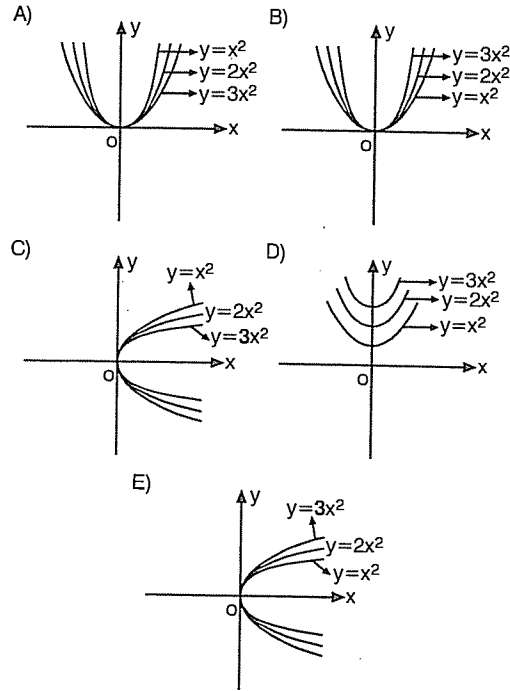 A)
y
y=x²
y=2x²
y=3x²
x
O
B)
y
y=3x²
y=2x²
y=x²
x
O
C)
y
y=x²
y=2x²
y=3x²
x
O
D)
y
y=3x²
y=2x²
y=x²
x
O
E)
y
y=3x²
y=2x²
y=x²
x
O